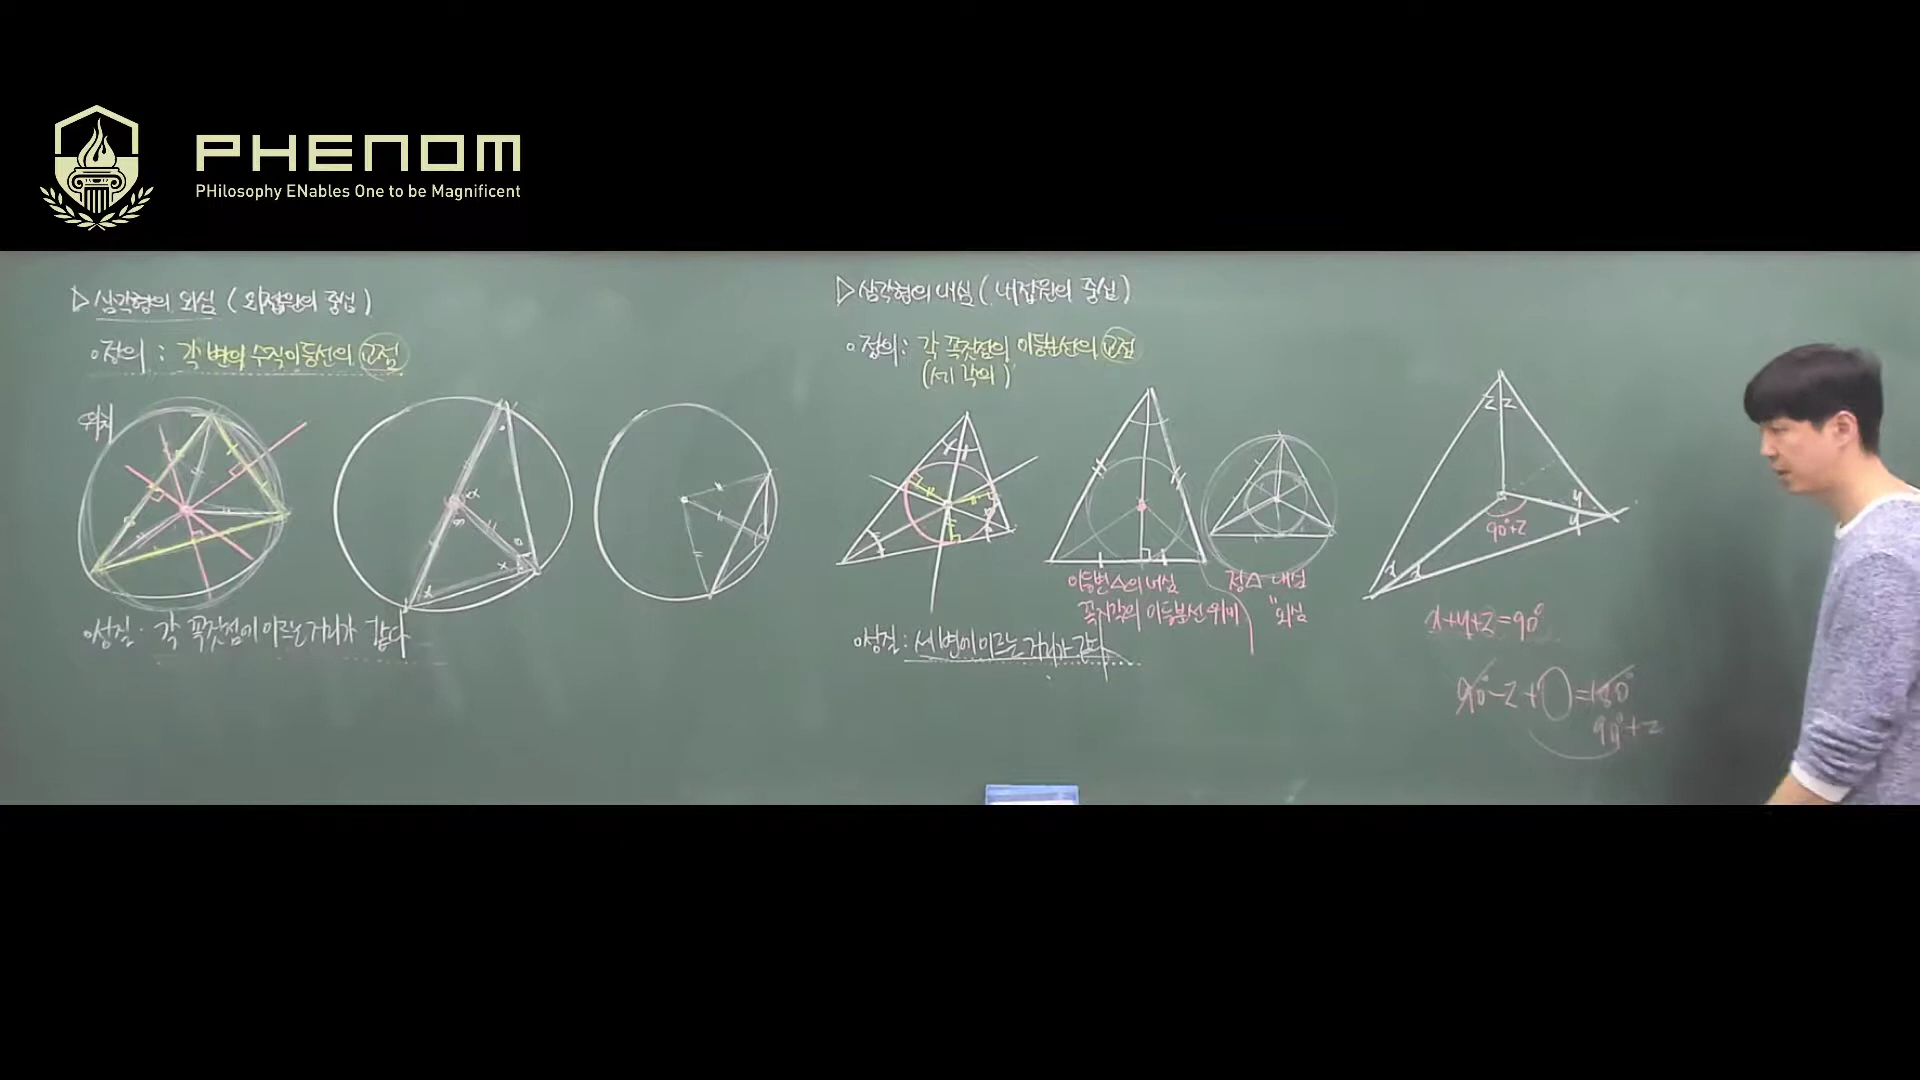 PHENOM
PHilosophy ENables One to be Magnificent
▷삼각형의 외심 (외접원의 중심)
정의 : 각 변의 수직이등분선의 교점
위치
성질 : 각 꼭짓점에 이르는 거리가 같다
▷삼각형의 내심 (내접원의 중심)
정의 : 각 꼭짓점의 이등분선의 교점
(세 각의)
이등변△의 내심
꼭지각의 이등분선 위에
정△ 내심
" 외심
성질 : 세 변에 이르는 거리가 같다
z z
y
y
90°+z
x x
x+y+z=90°
90°-z+ =180°
90°+z